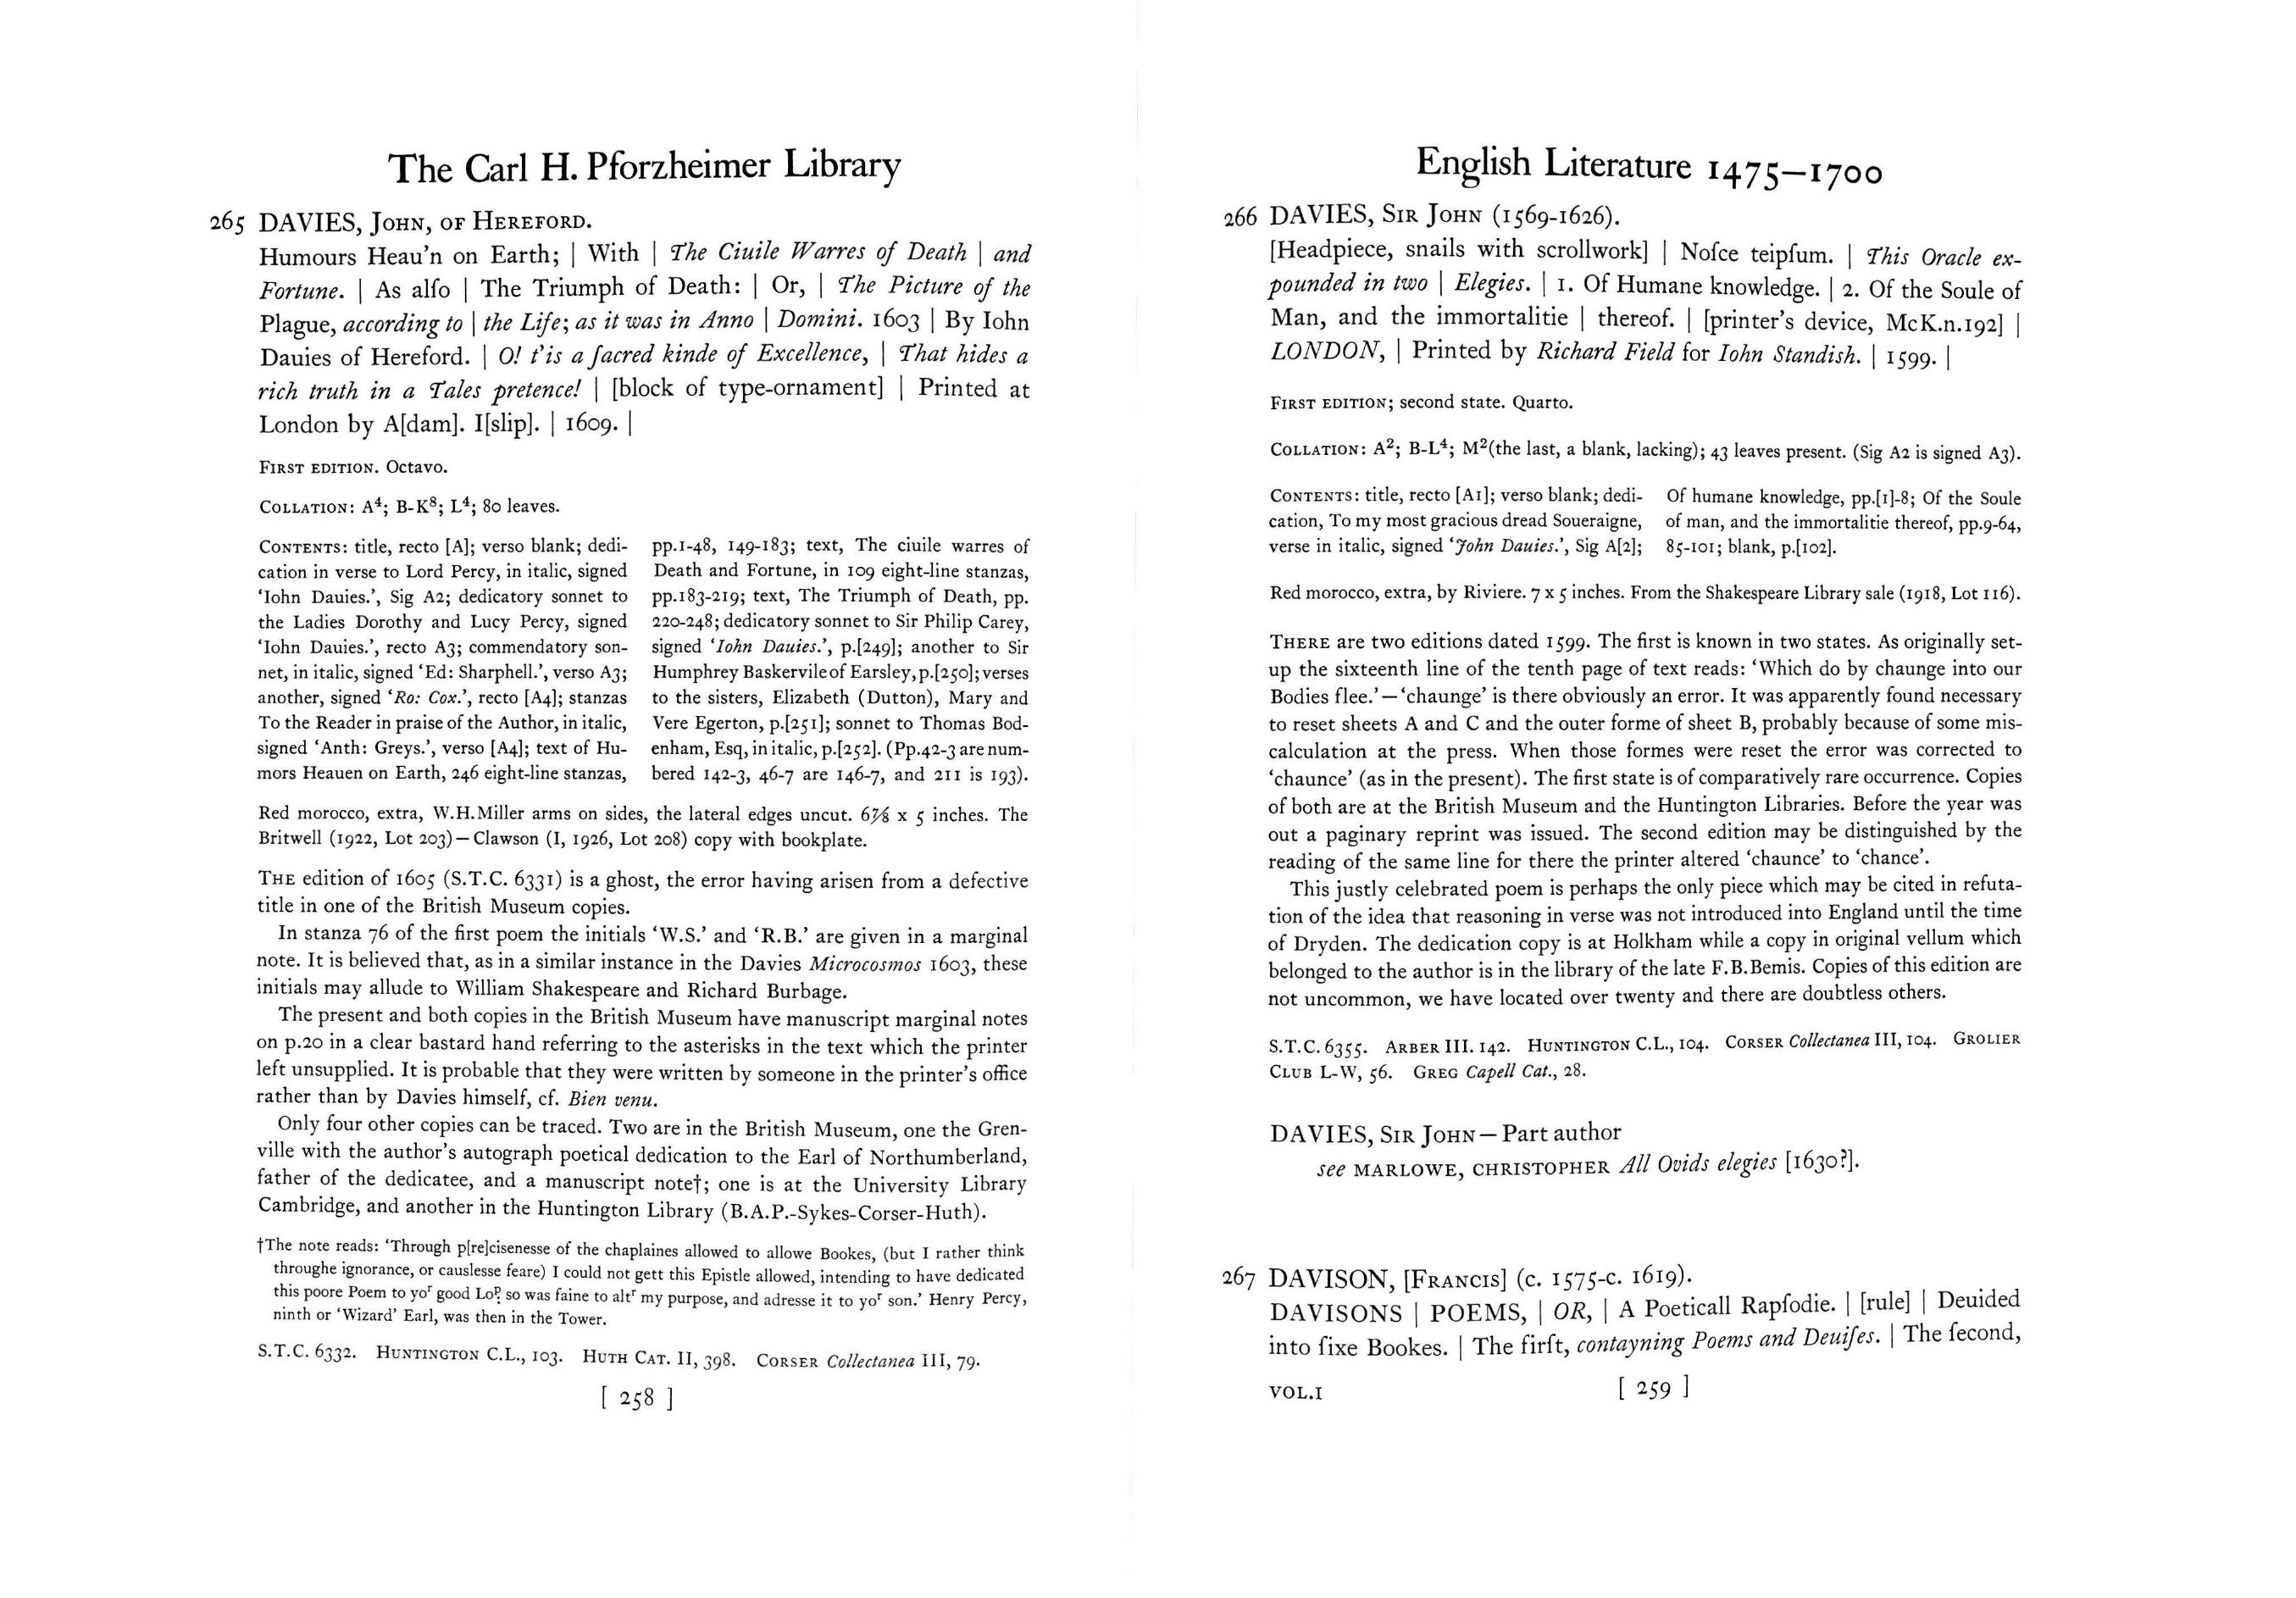 The Carl H. Pforzheimer Library
265 DAVIES, John, of Hereford.
Humours Heau'n on Earth; | With | The Ciuile Warres of Death | and
Fortune. | As alſo | The Triumph of Death: | Or, | The Picture of the
Plague, according to | the Life; as it was in Anno | Domini. 1603 | By Iohn
Dauies of Hereford. | O! t'is a ſacred kinde of Excellence, | That hides a
rich truth in a Tales pretence! | [block of type-ornament] | Printed at
London by A[dam]. I[slip]. | 1609. |
First edition. Octavo.
Collation: A⁴; B-K⁸; L⁴; 80 leaves.
Contents: title, recto [A]; verso blank; dedi-
cation in verse to Lord Percy, in italic, signed
'Iohn Dauies.', Sig A2; dedicatory sonnet to
the Ladies Dorothy and Lucy Percy, signed
'Iohn Dauies.', recto A3; commendatory son-
net, in italic, signed 'Ed: Sharphell.', verso A3;
another, signed 'Ro: Cox.', recto [A4]; stanzas
To the Reader in praise of the Author, in italic,
signed 'Anth: Greys.', verso [A4]; text of Hu-
mors Heauen on Earth, 246 eight-line stanzas,
pp.1-48, 149-183; text, The ciuile warres of
Death and Fortune, in 109 eight-line stanzas,
pp.183-219; text, The Triumph of Death, pp.
220-248; dedicatory sonnet to Sir Philip Carey,
signed 'Iohn Dauies.', p.[249]; another to Sir
Humphrey Baskervile of Earsley, p.[250]; verses
to the sisters, Elizabeth (Dutton), Mary and
Vere Egerton, p.[251]; sonnet to Thomas Bod-
enham, Esq, in italic, p.[252]. (Pp.42-3 are num-
bered 142-3, 46-7 are 146-7, and 211 is 193).
Red morocco, extra, W.H.Miller arms on sides, the lateral edges uncut. 6⅞ x 5 inches. The
Britwell (1922, Lot 203)—Clawson (I, 1926, Lot 208) copy with bookplate.
The edition of 1605 (S.T.C. 6331) is a ghost, the error having arisen from a defective
title in one of the British Museum copies.
In stanza 76 of the first poem the initials 'W.S.' and 'R.B.' are given in a marginal
note. It is believed that, as in a similar instance in the Davies Microcosmos 1603, these
initials may allude to William Shakespeare and Richard Burbage.
The present and both copies in the British Museum have manuscript marginal notes
on p.20 in a clear bastard hand referring to the asterisks in the text which the printer
left unsupplied. It is probable that they were written by someone in the printer's office
rather than by Davies himself, cf. Bien venu.
Only four other copies can be traced. Two are in the British Museum, one the Gren-
ville with the author's autograph poetical dedication to the Earl of Northumberland,
father of the dedicatee, and a manuscript note†; one is at the University Library
Cambridge, and another in the Huntington Library (B.A.P.-Sykes-Corser-Huth).
†The note reads: 'Through p[re]cisenesse of the chaplaines allowed to allowe Bookes, (but I rather think
throughe ignorance, or causlesse feare) I could not gett this Epistle allowed, intending to have dedicated
this poore Poem to yoʳ good Loᵖ. so was faine to altʳ my purpose, and adresse it to yoʳ son.' Henry Percy,
ninth or 'Wizard' Earl, was then in the Tower.
S.T.C. 6332. Huntington C.L., 103. Huth Cat. II, 398. Corser Collectanea III, 79.
[ 258 ]
English Literature 1475—1700
266 DAVIES, Sir John (1569-1626).
[Headpiece, snails with scrollwork] | Noſce teipſum. | This Oracle ex-
pounded in two | Elegies. | 1. Of Humane knowledge. | 2. Of the Soule of
Man, and the immortalitie | thereof. | [printer's device, McK.n.192] |
LONDON, | Printed by Richard Field for Iohn Standish. | 1599. |
First edition; second state. Quarto.
Collation: A²; B-L⁴; M²(the last, a blank, lacking); 43 leaves present. (Sig A2 is signed A3).
Contents: title, recto [A1]; verso blank; dedi-
cation, To my most gracious dread Soueraigne,
verse in italic, signed 'John Dauies.', Sig A[2];
Of humane knowledge, pp.[1]-8; Of the Soule
of man, and the immortalitie thereof, pp.9-64,
85-101; blank, p.[102].
Red morocco, extra, by Riviere. 7 x 5 inches. From the Shakespeare Library sale (1918, Lot 116).
There are two editions dated 1599. The first is known in two states. As originally set-
up the sixteenth line of the tenth page of text reads: 'Which do by chaunge into our
Bodies flee.'—'chaunge' is there obviously an error. It was apparently found necessary
to reset sheets A and C and the outer forme of sheet B, probably because of some mis-
calculation at the press. When those formes were reset the error was corrected to
'chaunce' (as in the present). The first state is of comparatively rare occurrence. Copies
of both are at the British Museum and the Huntington Libraries. Before the year was
out a paginary reprint was issued. The second edition may be distinguished by the
reading of the same line for there the printer altered 'chaunce' to 'chance'.
This justly celebrated poem is perhaps the only piece which may be cited in refuta-
tion of the idea that reasoning in verse was not introduced into England until the time
of Dryden. The dedication copy is at Holkham while a copy in original vellum which
belonged to the author is in the library of the late F.B.Bemis. Copies of this edition are
not uncommon, we have located over twenty and there are doubtless others.
S.T.C. 6355. Arber III. 142. Huntington C.L., 104. Corser Collectanea III, 104. Grolier
Club L-W, 56. Greg Capell Cat., 28.
DAVIES, Sir John—Part author
see MARLOWE, CHRISTOPHER All Ovids elegies [1630?].
267 DAVISON, [Francis] (c. 1575-c. 1619).
DAVISONS | POEMS, | OR, | A Poeticall Rapſodie. | [rule] | Deuided
into ſixe Bookes. | The firſt, contayning Poems and Deuiſes. | The ſecond,
VOL.I
[ 259 ]